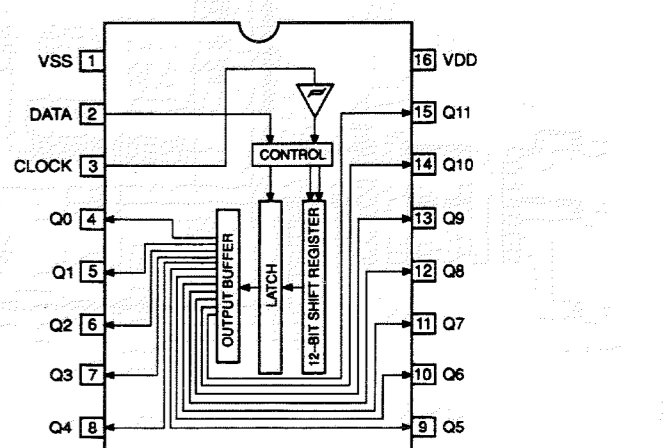 VSS 1
16 VDD
DATA 2
15 Q11
CLOCK 3
CONTROL
14 Q10
Q0 4
13 Q9
OUTPUT BUFFER
LATCH
12-BIT SHIFT REGISTER
Q1 5
12 Q8
Q2 6
11 Q7
Q3 7
10 Q6
Q4 8
9 Q5